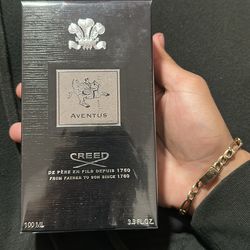 AVENTUS
CREED
DE PÈRE EN FILS DEPUIS 1760
FROM FATHER TO SON SINCE 1760
100 ML 3.3 FL.OZ.